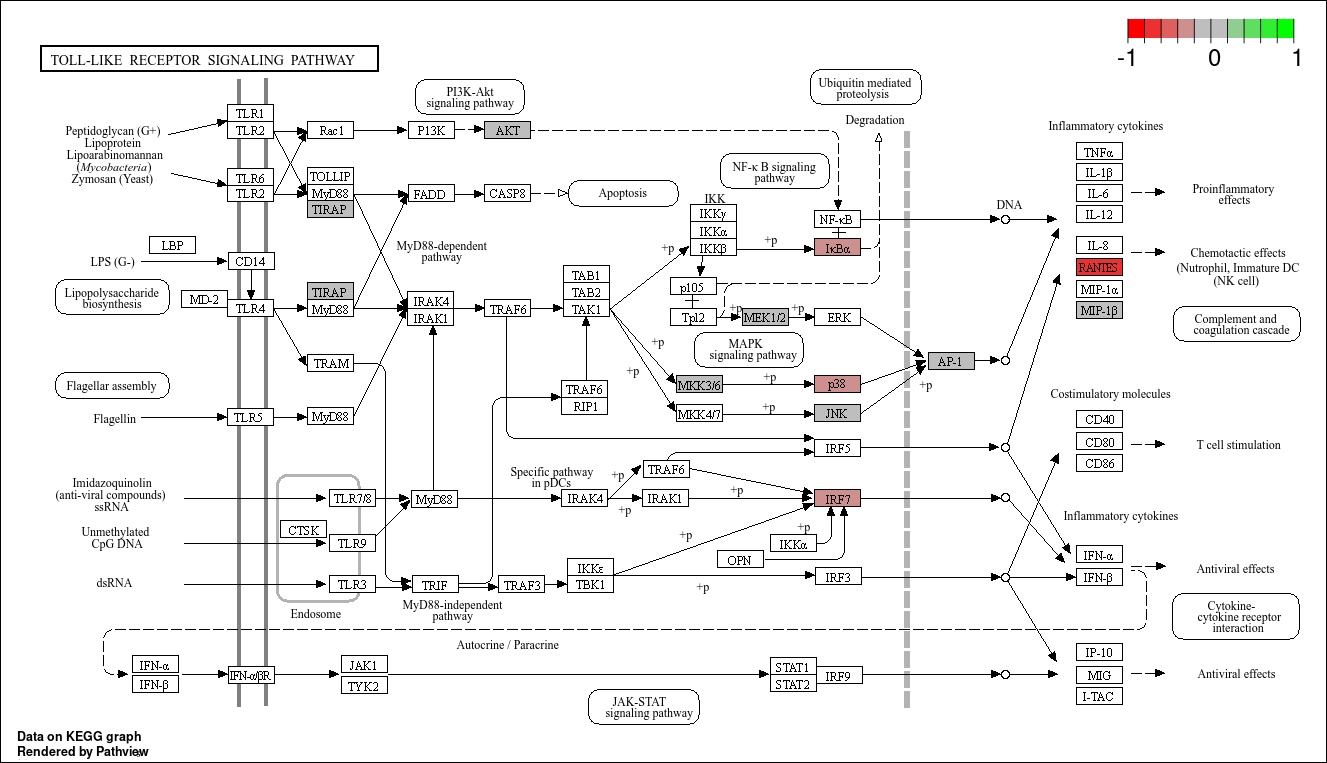 TOLL-LIKE RECEPTOR SIGNALING PATHWAY
-1
0
1
PI3K-Akt
signaling pathway
Ubiquitin mediated
proteolysis
Degradation
Inflammatory cytokines
TLR1
TLR2
Peptidoglycan (G+)
Lipoprotein
Lipoarabinomannan
(Mycobacteria)
Zymosan (Yeast)
Rac1
P13K
AKT
TLR6
TLR2
TOLLIP
MyD88
TIRAP
FADD
CASP8
Apoptosis
NF-κ B signaling
pathway
IKK
IKKγ
IKKα
IKKβ
NF-κB
IκBα
+p
+p
DNA
TNFα
IL-1β
IL-6
IL-12
Proinflammatory
effects
IL-8
RANTES
MIP-1α
MIP-1β
Chemotactic effects
(Nutrophil, Immature DC
(NK cell)
Complement and
coagulation cascade
LBP
LPS (G-)
CD14
MyD88-dependent
pathway
Lipopolysaccharide
biosynthesis
MD-2
TLR4
TIRAP
MyD88
IRAK4
IRAK1
TRAF6
TAB1
TAB2
TAK1
p105
Tpl2
+p
MEK1/2
+p
ERK
MAPK
signaling pathway
+p
+p
TRAM
MKK3/6
+p
p38
AP-1
+p
MKK4/7
+p
JNK
Flagellar assembly
Flagellin
TLR5
MyD88
TRAF6
RIP1
IRF5
Costimulatory molecules
CD40
CD80
CD86
T cell stimulation
Imidazoquinolin
(anti-viral compounds)
ssRNA
TLR7/8
MyD88
Specific pathway
in pDCs
IRAK4
+p
+p
TRAF6
IRAK1
+p
IRF7
Unmethylated
CpG DNA
CTSK
TLR9
+p
+p
IKKα
OPN
Inflammatory cytokines
IFN-α
IFN-β
Antiviral effects
dsRNA
TLR3
Endosome
TRIF
TRAF3
IKKε
TBK1
+p
IRF3
MyD88-independent
pathway
Cytokine-
cytokine receptor
interaction
Autocrine / Paracrine
IFN-α
IFN-β
IFN-α/βR
JAK1
TYK2
STAT1
STAT2
IRF9
JAK-STAT
signaling pathway
IP-10
MIG
I-TAC
Antiviral effects
Data on KEGG graph
Rendered by Pathview